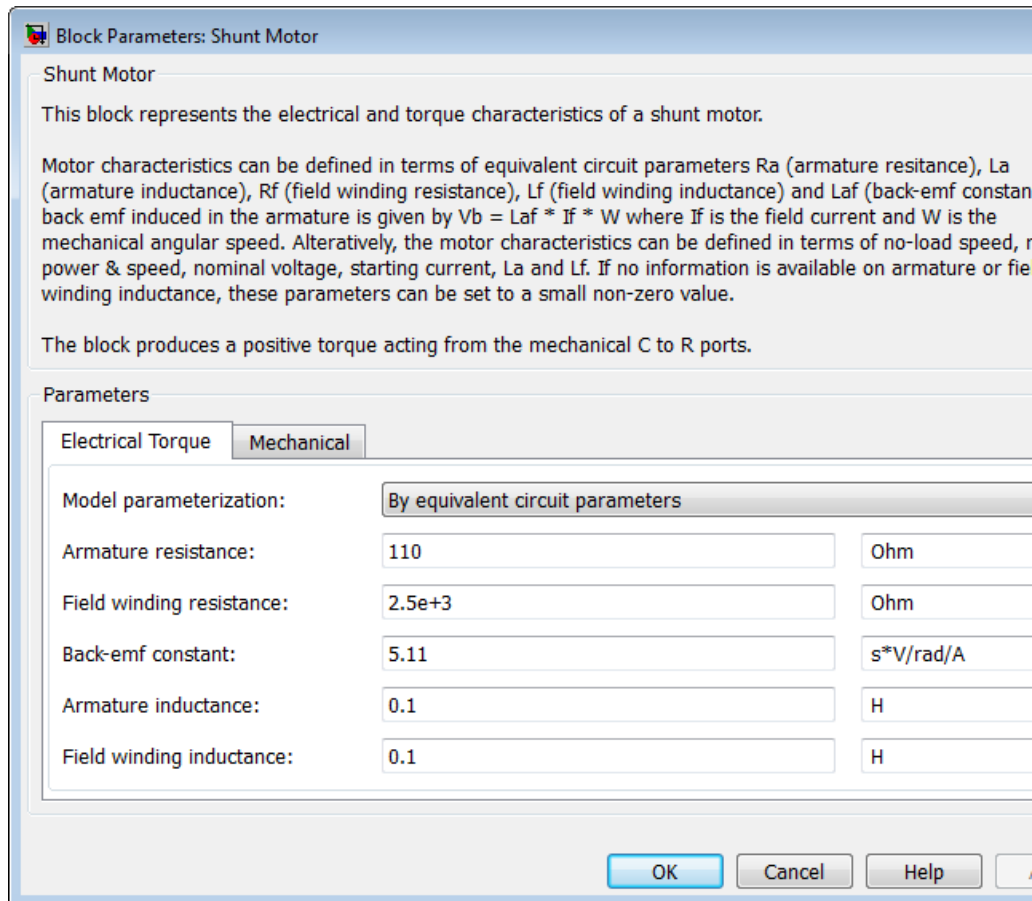 Block Parameters: Shunt Motor
Shunt Motor
This block represents the electrical and torque characteristics of a shunt motor.
Motor characteristics can be defined in terms of equivalent circuit parameters Ra (armature resitance), La
(armature inductance), Rf (field winding resistance), Lf (field winding inductance) and Laf (back-emf constan
back emf induced in the armature is given by Vb = Laf * If * W where If is the field current and W is the
mechanical angular speed. Alteratively, the motor characteristics can be defined in terms of no-load speed,
power & speed, nominal voltage, starting current, La and Lf. If no information is available on armature or fie
winding inductance, these parameters can be set to a small non-zero value.
The block produces a positive torque acting from the mechanical C to R ports.
Parameters
Electrical Torque Mechanical
Model parameterization: By equivalent circuit parameters
Armature resistance: 110 Ohm
Field winding resistance: 2.5e+3 Ohm
Back-emf constant: 5.11 s*V/rad/A
Armature inductance: 0.1 H
Field winding inductance: 0.1 H
OK Cancel Help